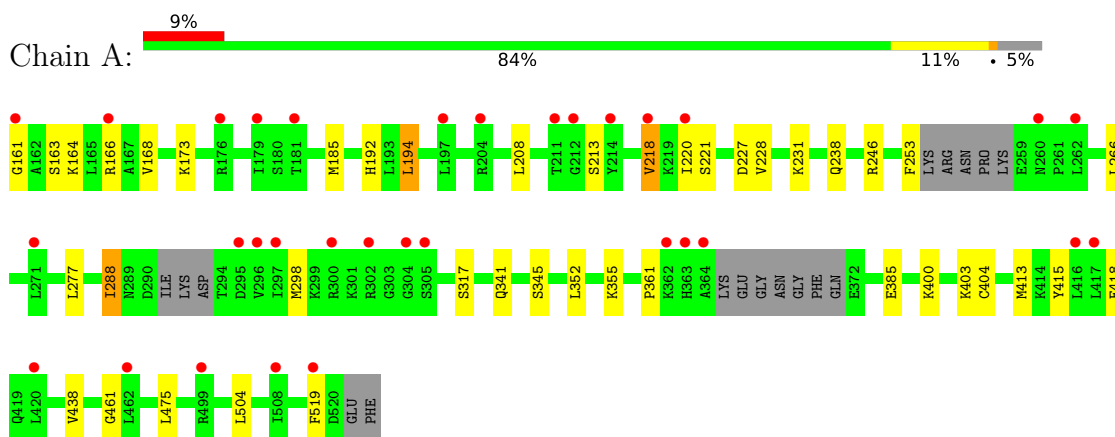 9%
Chain A:
84% 11% • 5%
G161 A162 S163 K164 L165 R166 A167 V168 K173 R176 I179 S180 T181 M185 H192 L193 L194 L197 R204 L208 T211 G212 S213 Y214 V218 K219 I220 S221 D227 V228 K231 Q238 R246 F253 LYS ARG ASN PRO LYS E259 N260 P261 L262 L266
L271 L277 I288 N289 D290 ILE LYS ASP T294 D295 V296 I297 M298 K299 R300 K301 R302 G303 G304 S305 S317 Q341 S345 L352 K355 P361 K362 H363 A364 LYS GLU GLY ASN GLY PHE GLN E372 E385 K400 K403 C404 M413 K414 Y415 L416 L417 E418
Q419 L420 V438 G461 L462 L475 R499 L504 I508 F519 D520 GLU PHE